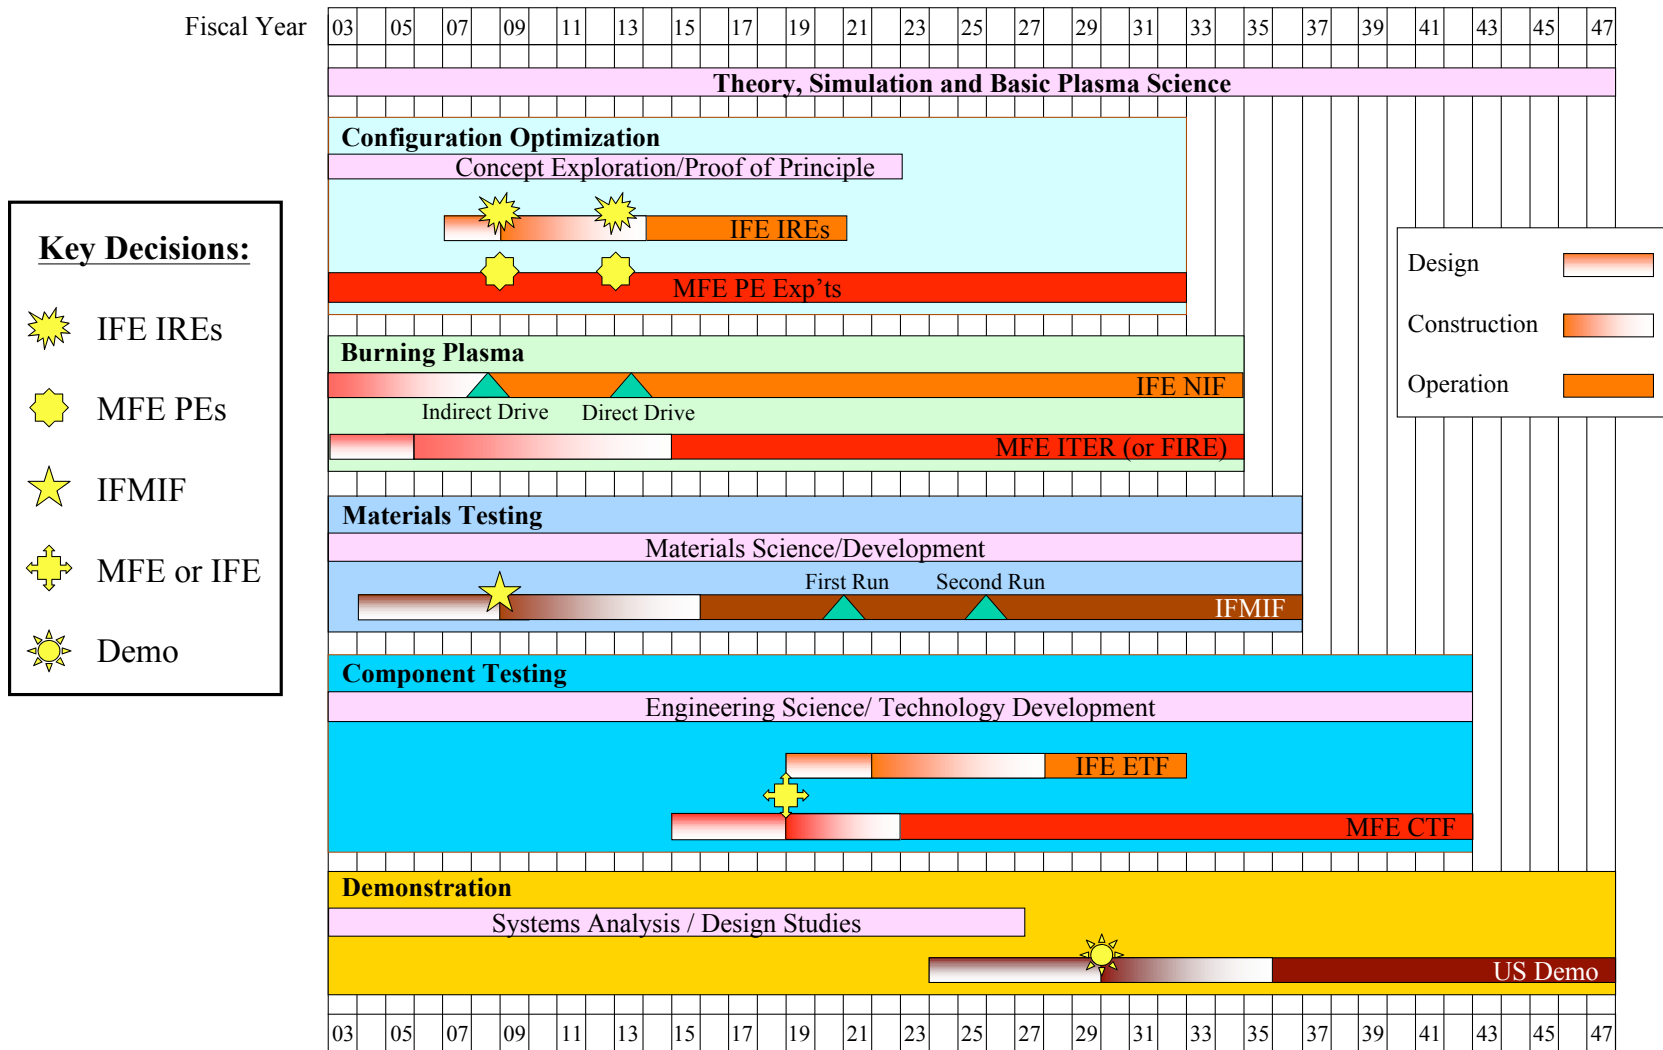 Fiscal Year 03 05 07 09 11 13 15 17 19 21 23 25 27 29 31 33 35 37 39 41 43 45 47
Theory, Simulation and Basic Plasma Science
Configuration Optimization
Concept Exploration/Proof of Principle
IFE IREs
MFE PE Exp’ts
Burning Plasma
IFE NIF
Indirect Drive Direct Drive
MFE ITER (or FIRE)
Materials Testing
Materials Science/Development
First Run Second Run
IFMIF
Component Testing
Engineering Science/ Technology Development
IFE ETF
MFE CTF
Demonstration
Systems Analysis / Design Studies
US Demo
03 05 07 09 11 13 15 17 19 21 23 25 27 29 31 33 35 37 39 41 43 45 47
Key Decisions:
IFE IREs
MFE PEs
IFMIF
MFE or IFE
Demo
Design
Construction
Operation